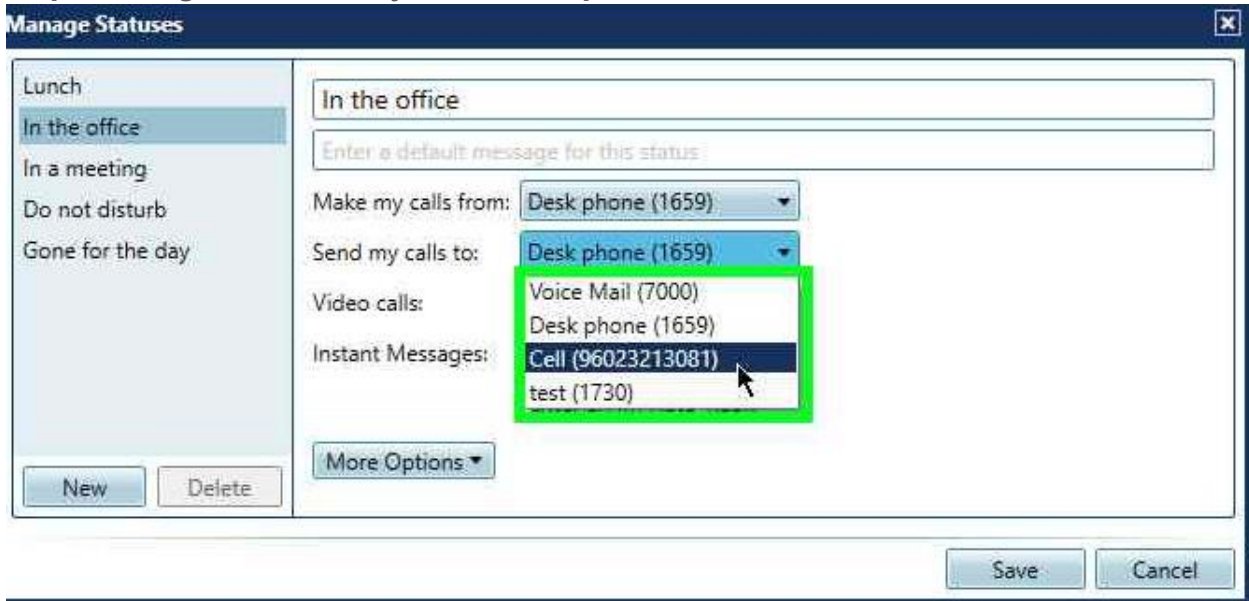 Manage Statuses
Lunch
In the office
In a meeting
Do not disturb
Gone for the day
New
Delete
In the office
Enter a default message for this status
Make my calls from:
Desk phone (1659)
Send my calls to:
Desk phone (1659)
Voice Mail (7000)
Desk phone (1659)
Cell (96023213081)
test (1730)
Video calls:
Instant Messages:
More Options
Save
Cancel